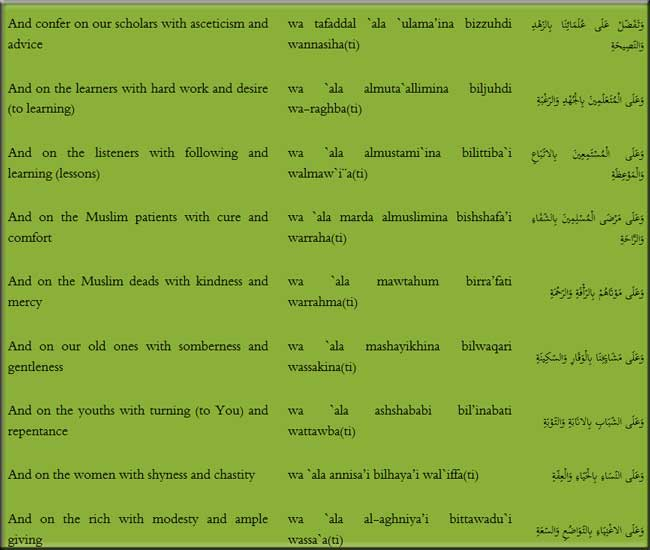 And confer on our scholars with asceticism and
advice
wa tafaddal `ala `ulama'ina bizzuhdi
wannasiha(ti)
وَتَفَضَّلْ عَلَى عُلَمَائِنَا بِالزُّهْدِ
وَالنَّصِيحَةِ
And on the learners with hard work and desire
(to learning)
wa `ala almuta`allimina biljuhdi
wa-raghba(ti)
وَعَلَى الْمُتَعَلِّمِينَ بِالْجُهْدِ وَالرَّغْبَةِ
And on the listeners with following and
learning (lessons)
wa `ala almustami`ina bilittiba`i
walmaw`i¨a(ti)
وَعَلَى الْمُسْتَمِعِينَ بِالاتِّبَاعِ
وَالْمَوْعِظَةِ
And on the Muslim patients with cure and
comfort
wa `ala marda almuslimina bishshafa'i
warraha(ti)
وَعَلَى مَرْضَى الْمُسْلِمِينَ بِالشِّفَاءِ
وَالرَّاحَةِ
And on the Muslim deads with kindness and
mercy
wa `ala mawtahum birra'fati
warrahma(ti)
وَعَلَى مَوْتَاهُمْ بِالرَّأْفَةِ وَالرَّحْمَةِ
And on our old ones with somberness and
gentleness
wa `ala mashayikhina bilwaqari
wassakina(ti)
وَعَلَى مَشَايِخِنَا بِالْوَقَارِ وَالسَّكِينَةِ
And on the youths with turning (to You) and
repentance
wa `ala ashshababi bil'inabati
wattawba(ti)
وَعَلَى الشَّبَابِ بِالانَابَةِ وَالتَّوْبَةِ
And on the women with shyness and chastity
wa `ala annisa'i bilhaya'i wal`iffa(ti)
وَعَلَى النِّسَاءِ بِالْحَيَاءِ وَالْعِفَّةِ
And on the rich with modesty and ample
giving
wa `ala al-aghniya'i bittawadu`i
wassa`a(ti)
وَعَلَى الاغْنِيَاءِ بِالتَّوَاضُعِ وَالسَّعَةِ